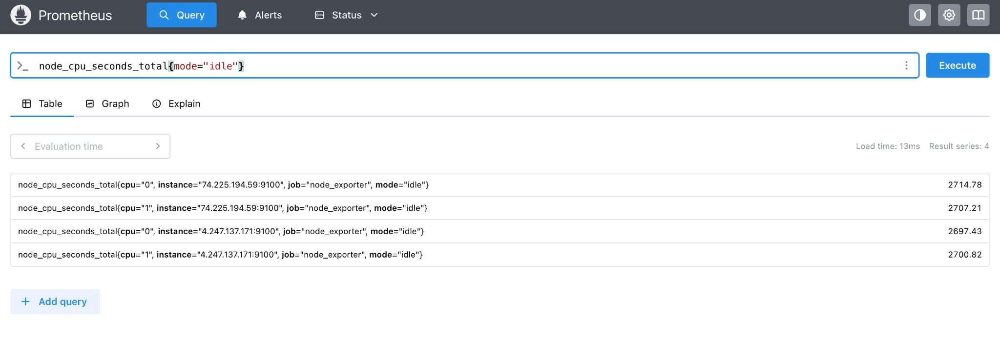 Prometheus Query Alerts Status
>_ node_cpu_seconds_total{mode="idle"} Execute
Table Graph Explain
Evaluation time Load time: 13ms Result series: 4
node_cpu_seconds_total{cpu="0", instance="74.225.194.59:9100", job="node_exporter", mode="idle"} 2714.78
node_cpu_seconds_total{cpu="1", instance="74.225.194.59:9100", job="node_exporter", mode="idle"} 2707.21
node_cpu_seconds_total{cpu="0", instance="4.247.137.171:9100", job="node_exporter", mode="idle"} 2697.43
node_cpu_seconds_total{cpu="1", instance="4.247.137.171:9100", job="node_exporter", mode="idle"} 2700.82
+ Add query